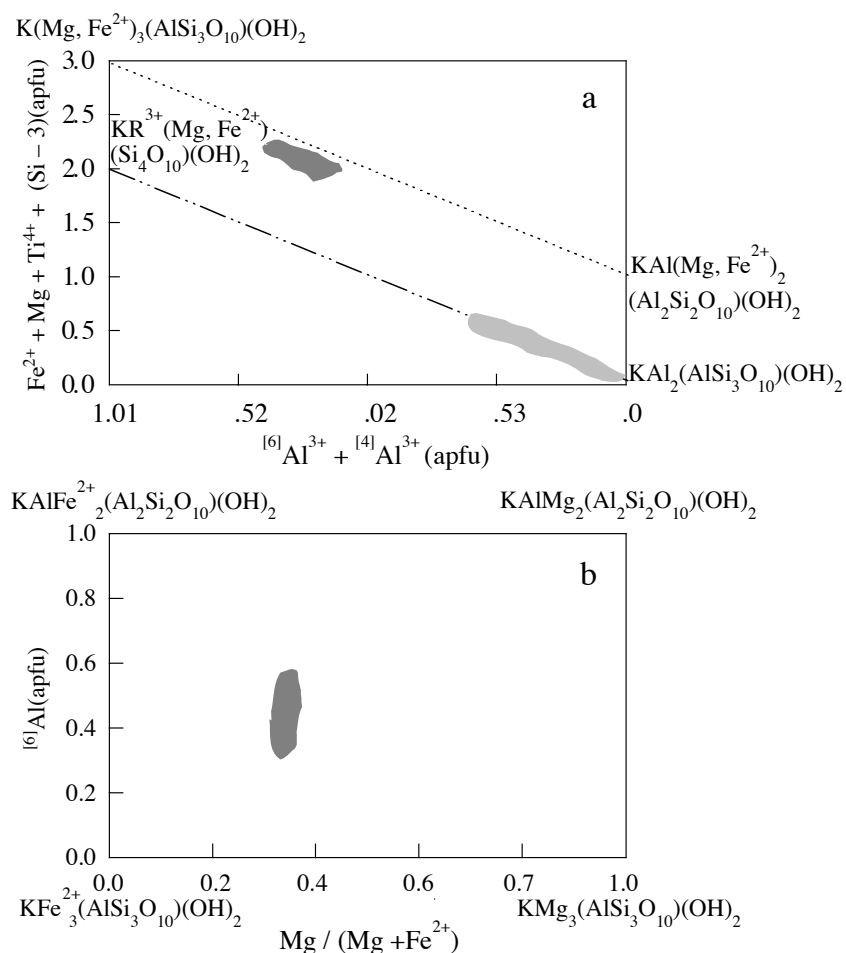 K(Mg, Fe²⁺)₃(AlSi₃O₁₀)(OH)₂
Fe²⁺ + Mg + Ti⁴⁺ + (Si − 3)(apfu)
3.0
2.5
2.0
1.5
1.0
0.5
0.0
a
KR³⁺(Mg, Fe²⁺)
(Si₄O₁₀)(OH)₂
KAl(Mg, Fe²⁺)₂
(Al₂Si₂O₁₀)(OH)₂
KAl₂(AlSi₃O₁₀)(OH)₂
1.01 .52 .02 .53 .0
[⁶]Al³⁺ + [⁴]Al³⁺ (apfu)
KAlFe²⁺₂(Al₂Si₂O₁₀)(OH)₂ KAlMg₂(Al₂Si₂O₁₀)(OH)₂
[⁶]Al(apfu)
1.0
0.8
0.6
0.4
0.2
0.0
b
0.0 0.2 0.4 0.6 0.7 1.0
KFe²⁺₃(AlSi₃O₁₀)(OH)₂ KMg₃(AlSi₃O₁₀)(OH)₂
Mg / (Mg +Fe²⁺)